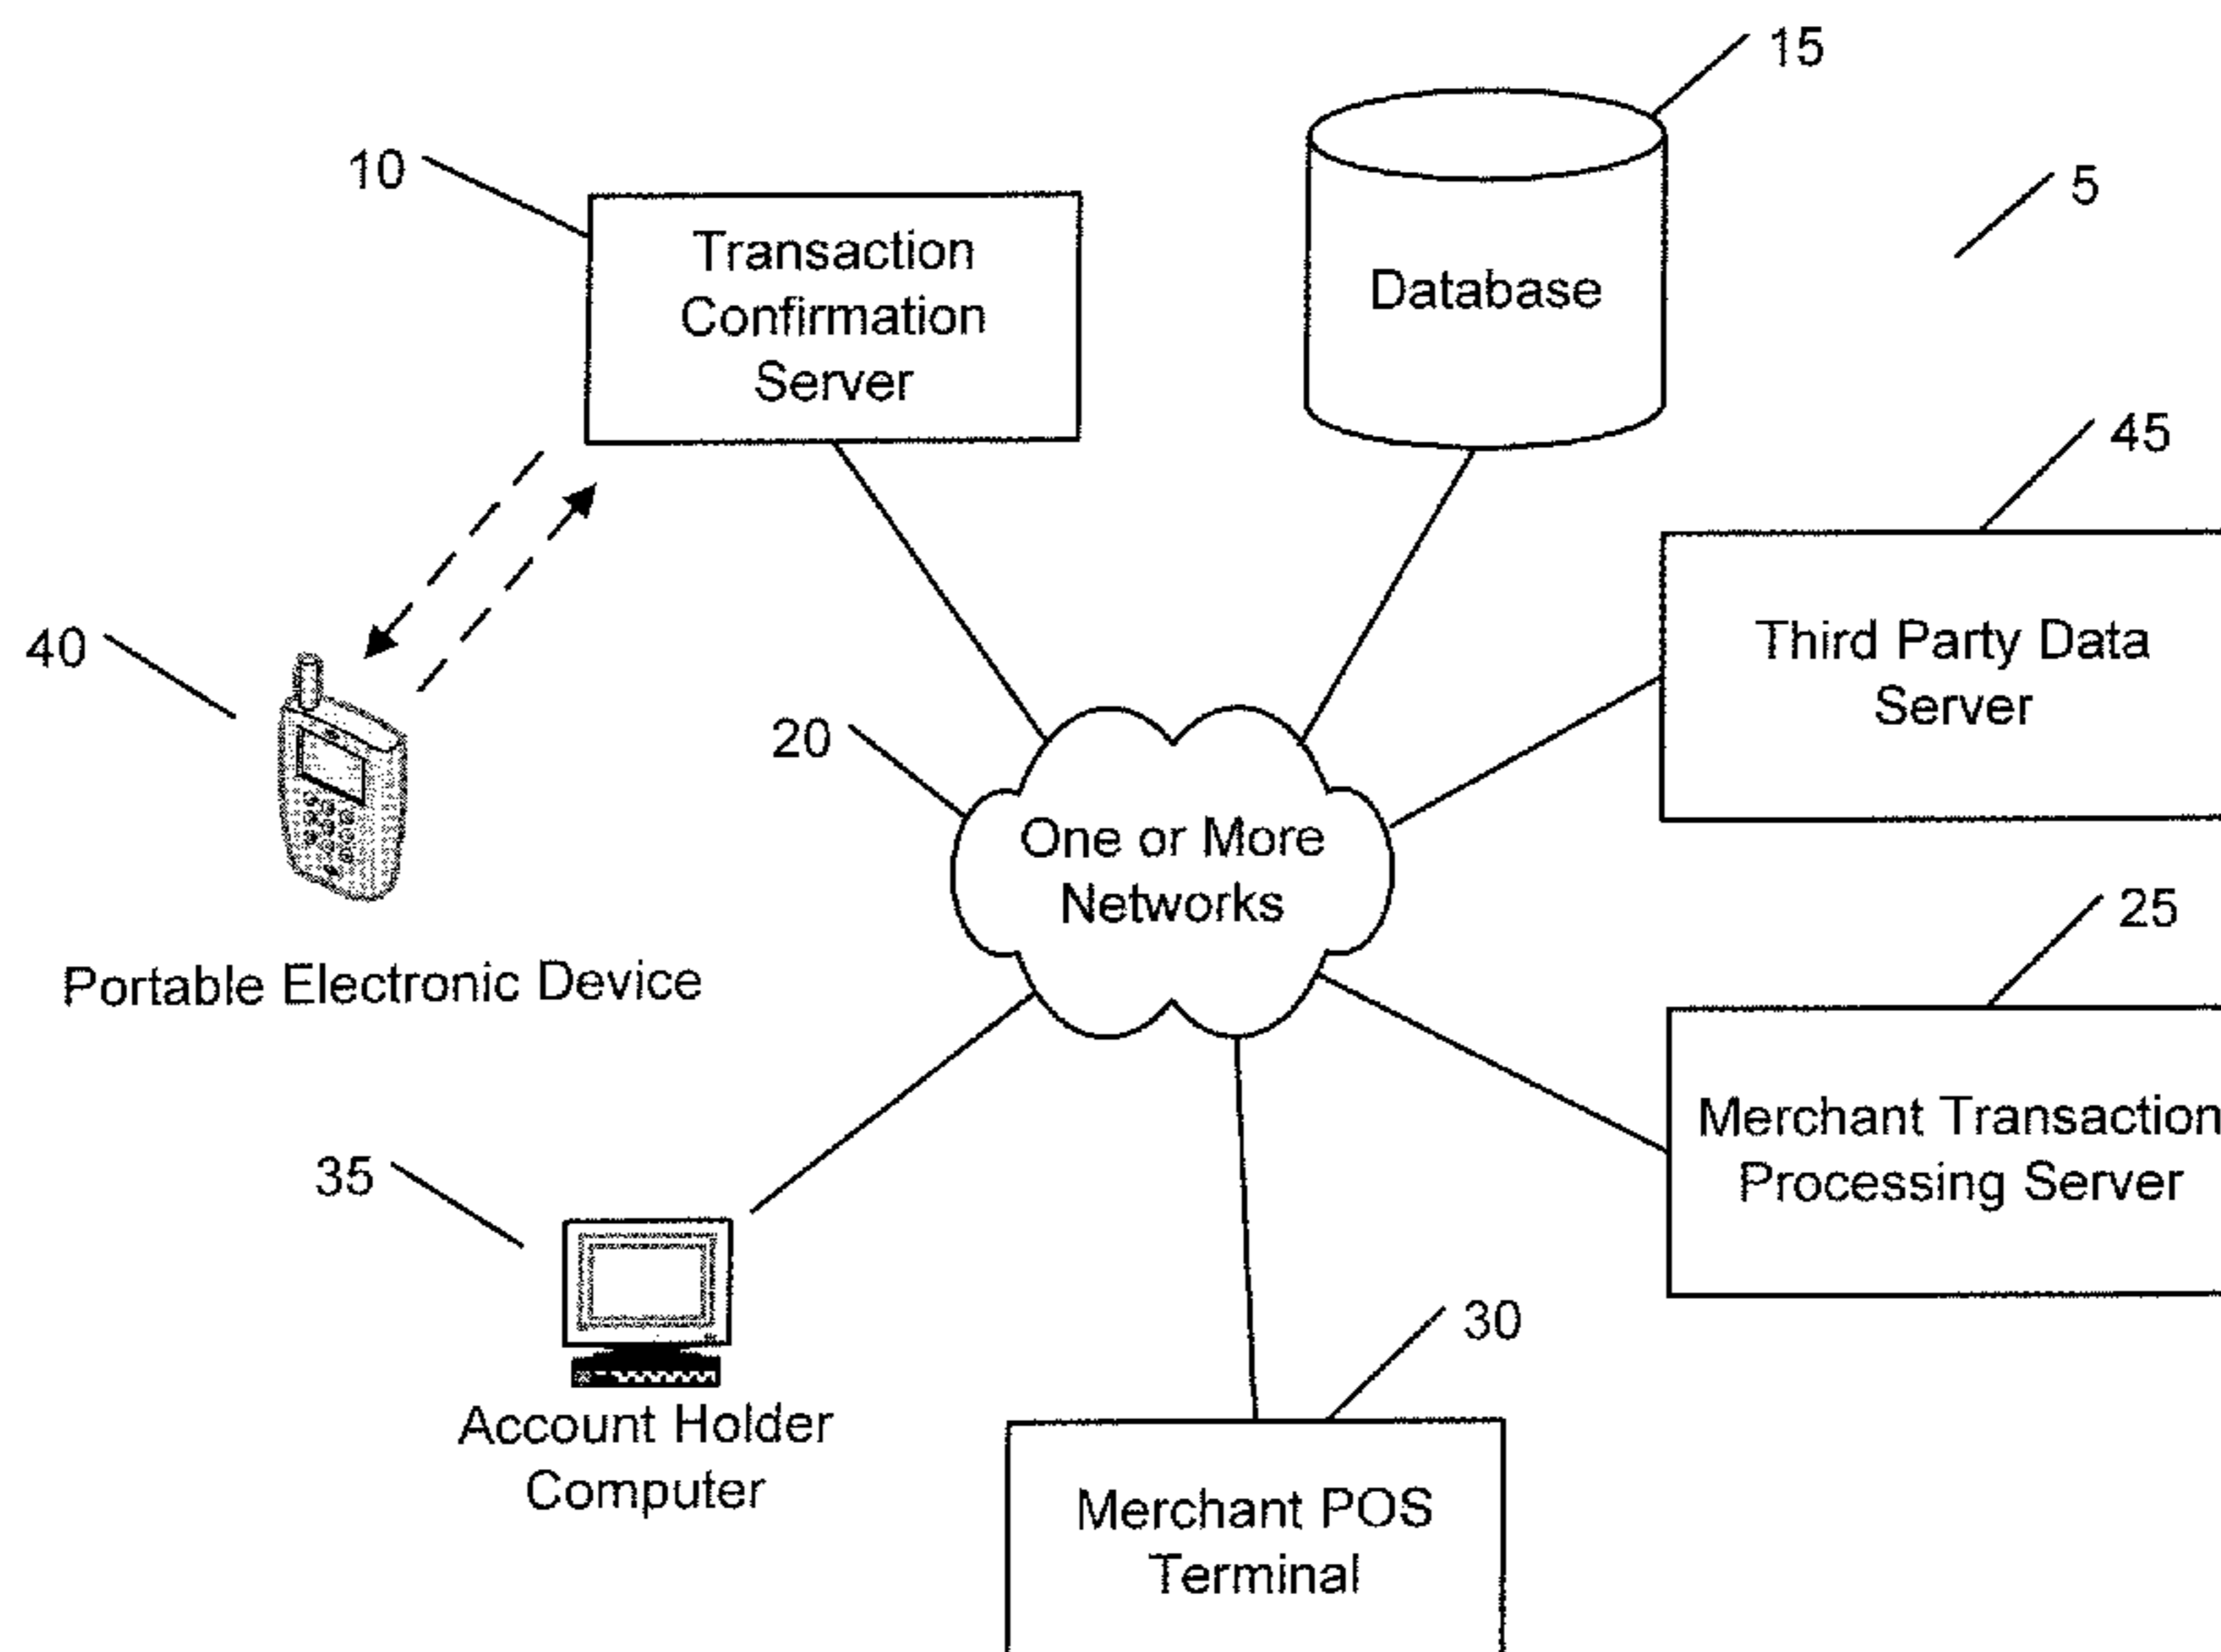 15
10
5
Transaction
Confirmation
Server
Database
45
40
Third Party Data
Server
20
One or More
Networks
25
Portable Electronic Device
Merchant Transaction
Processing Server
35
30
Account Holder
Computer
Merchant POS
Terminal